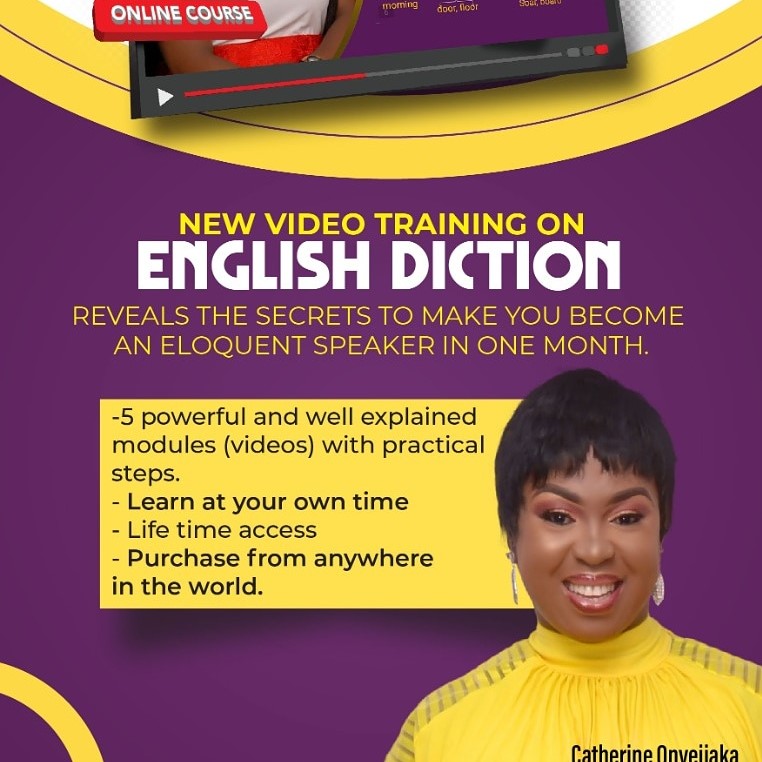 ONLINE COURSE
morning
door, floor
NEW VIDEO TRAINING ON
ENGLISH DICTION
REVEALS THE SECRETS TO MAKE YOU BECOME
AN ELOQUENT SPEAKER IN ONE MONTH.
-5 powerful and well explained
modules (videos) with practical
steps.
- Learn at your own time
- Life time access
- Purchase from anywhere
in the world.
Catherine Onyejiaka